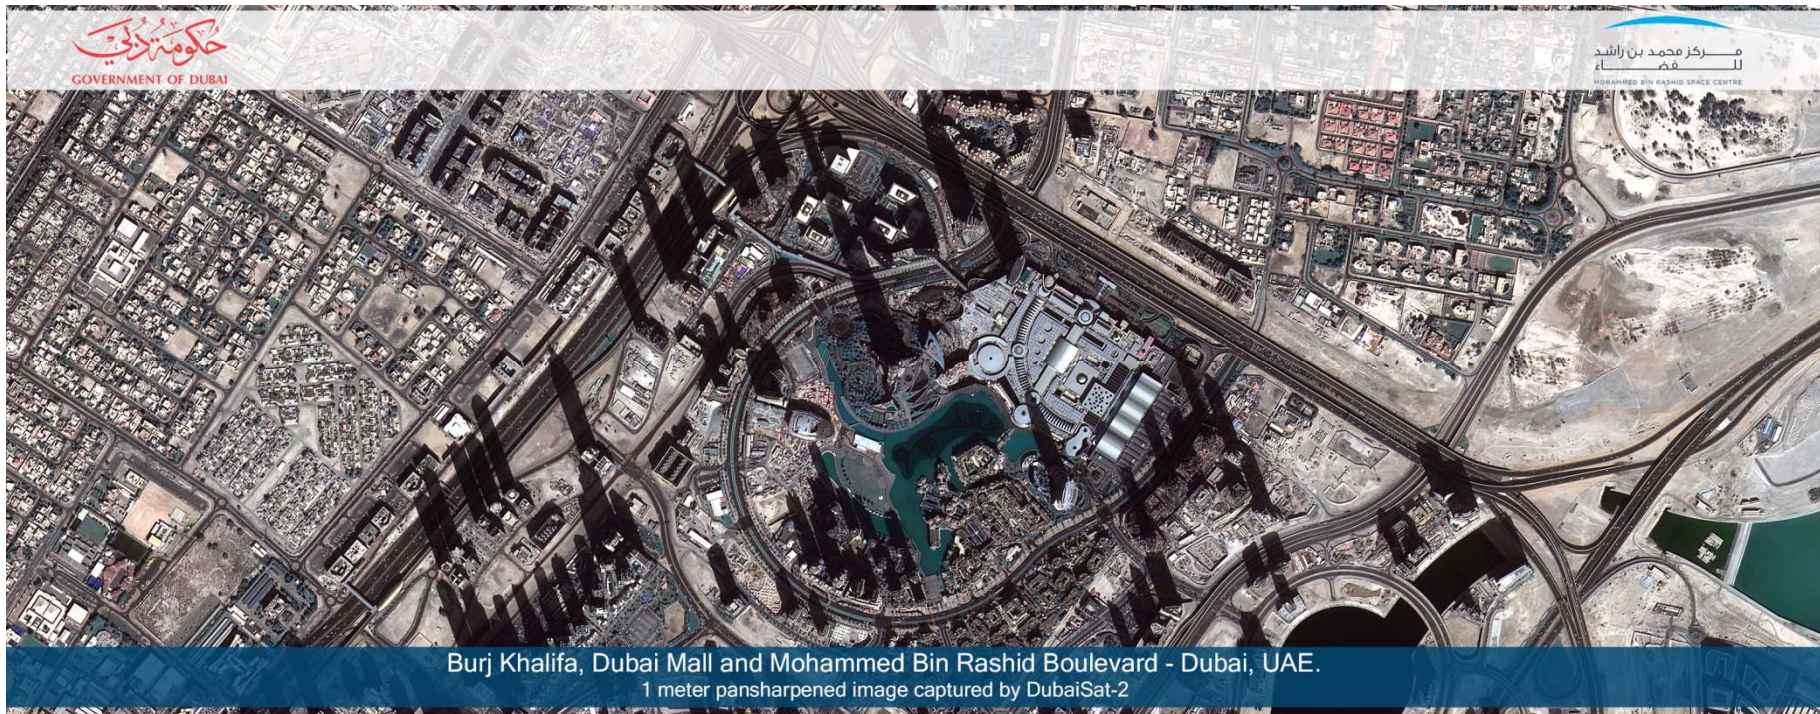 حكومة دبي
GOVERNMENT OF DUBAI
مركز محمد بن راشد
للفضاء
MOHAMMED BIN RASHID SPACE CENTRE
Burj Khalifa, Dubai Mall and Mohammed Bin Rashid Boulevard - Dubai, UAE.
1 meter pansharpened image captured by DubaiSat-2